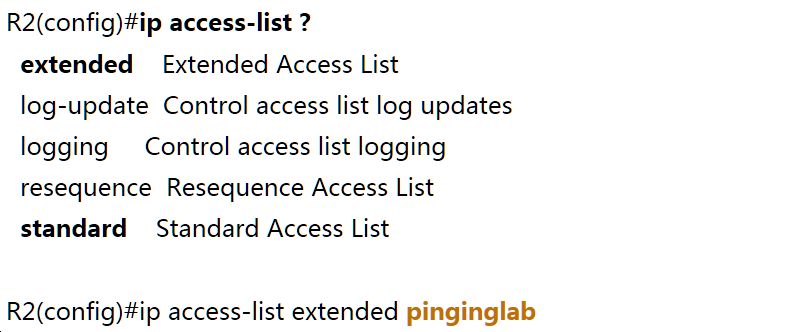 R2(config)#ip access-list ?
extended Extended Access List
log-update Control access list log updates
logging Control access list logging
resequence Resequence Access List
standard Standard Access List
R2(config)#ip access-list extended pinginglab